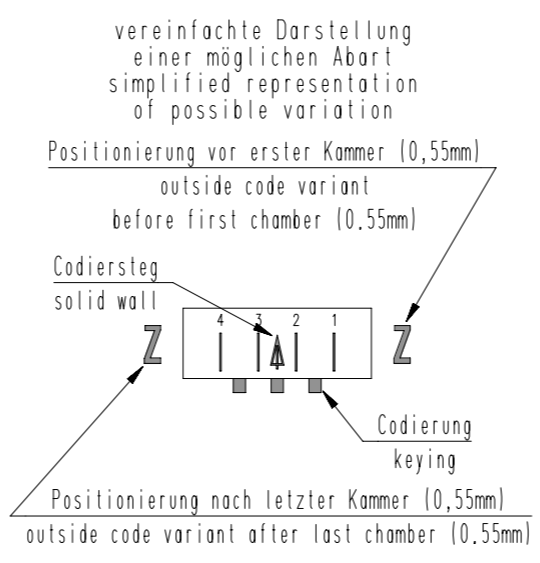 vereinfachte Darstellung
einer möglichen Abart
simplified representation
of possible variation
Positionierung vor erster Kammer (0,55mm)
outside code variant
before first chamber (0.55mm)
Codiersteg
solid wall
4 3 2 1
Z Z
Codierung
keying
Positionierung nach letzter Kammer (0,55mm)
outside code variant after last chamber (0.55mm)